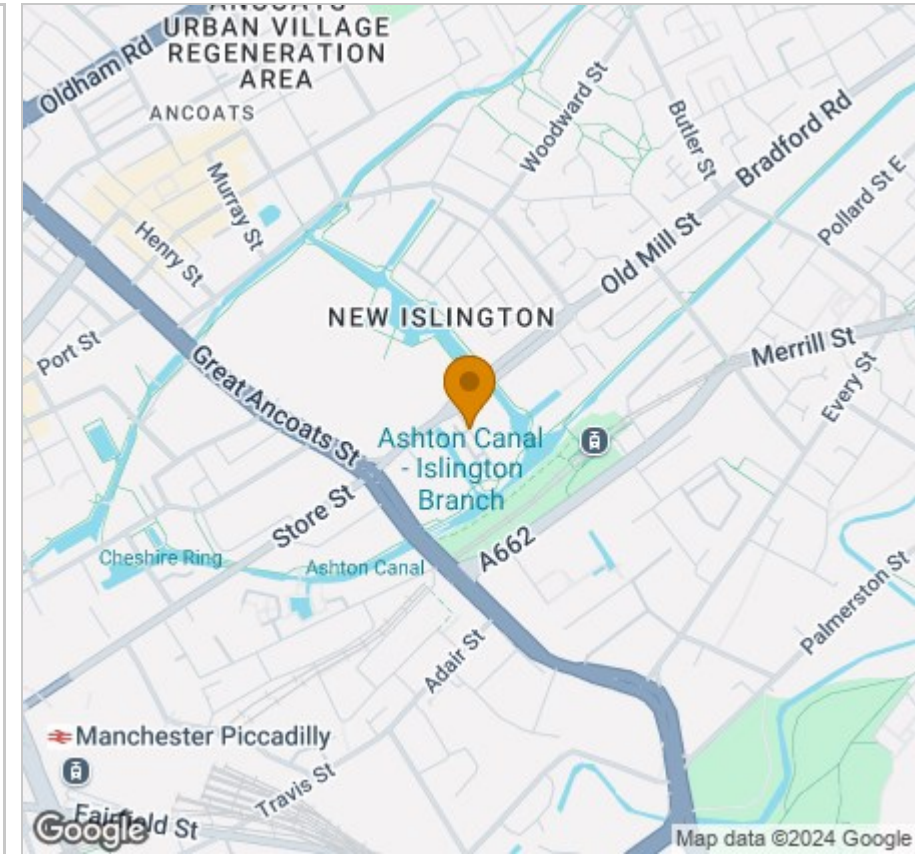 ANCOATS
URBAN VILLAGE
REGENERATION
AREA
Oldham Rd
ANCOATS
Woodward St
Butler St
Bradford Rd
Murray St
Pollard St E
Henry St
Old Mill St
NEW ISLINGTON
Port St
Great Ancoats St
Merrill St
Every St
Ashton Canal
- Islington
Branch
Store St
Cheshire Ring
Ashton Canal
A662
Palmerston St
Adair St
Manchester Piccadilly
Travis St
Fairfield St
Google
Map data ©2024 Google